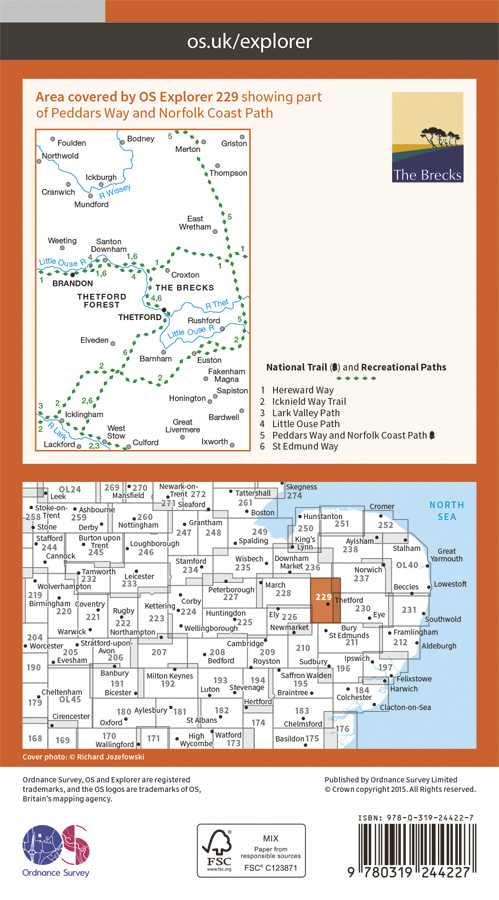 os.uk/explorer
Area covered by OS Explorer 229 showing part
of Peddars Way and Norfolk Coast Path
The Brecks
Foulden
Bodney
Merton
5
Griston
Northwold
Ickburgh
Thompson
Cranwich
R Wissey
Mundford
East
Wretham
5
Weeting
Santon
Downham
Little Ouse R
4
1,6
4
1
1
1
1
1,6
Croxton
BRANDON
THE BRECKS
THETFORD
FOREST
4,6
THETFORD
R Thet
Rushford
5
Little Ouse R
Elveden
6
2
Barnham
Euston
2
2
Fakenham
Magna
2,6
Sapiston
Honington
3
2
Icklingham
Bardwell
R Lark
West
Stow
Great
Livermere
Lackford
2,3
Culford
Ixworth
National Trail and Recreational Paths
1 Hereward Way
2 Icknield Way Trail
3 Lark Valley Path
4 Little Ouse Path
5 Peddars Way and Norfolk Coast Path
6 St Edmund Way
OL24
Leek
269
270
Mansfield
Newark-on-
Trent
272
271
Sleaford
Tattershall
261
Skegness
274
Stoke-on-
Trent
258
Stone
Ashbourne
259
Derby
260
Nottingham
247
Grantham
248
Boston
249
Spalding
Hunstanton
250
251
Cromer
252
NORTH
SEA
Stafford
244
Cannock
Burton upon
Trent
245
Loughborough
246
Stamford
234
Wisbech
235
King's
Lynn
Downham
Market
236
Aylsham
238
Stalham
OL40
Great
Yarmouth
219
Wolverhampton
Tamworth
232
Leicester
233
Peterborough
227
March
228
229
Thetford
Norwich
237
Beccles
Lowestoft
Birmingham
220
Coventry
221
Rugby
222
Kettering
223
Corby
224
Huntingdon
225
Ely
226
230
Eye
231
Southwold
204
Worcester
Warwick
Northampton
Wellingborough
Newmarket
Bury
St Edmunds
211
Framlingham
212
Aldeburgh
190
205
Evesham
Stratford-upon-
Avon
206
207
208
Bedford
Cambridge
209
Royston
210
Sudbury
196
Ipswich
197
Felixstowe
Harwich
Cheltenham
179
OL45
Banbury
191
Bicester
Milton Keynes
192
193
Luton
194
Stevenage
Saffron Walden
195
Braintree
184
Colchester
Clacton-on-Sea
Cirencester
180
Oxford
Aylesbury
181
182
St Albans
Hertford
174
183
Chelmsford
176
168
169
170
Wallingford
171
High
Wycombe
Watford
173
Basildon
175
Cover photo: © Richard Jozefowski
Ordnance Survey, OS and Explorer are registered
trademarks, and the OS logos are trademarks of OS,
Britain's mapping agency.
Published by Ordnance Survey Limited
© Crown copyright 2015. All Rights reserved.
OS
Ordnance Survey
FSC
www.fsc.org
MIX
Paper from
responsible sources
FSC® C123871
ISBN: 978-0-319-24422-7
9 780319 244227